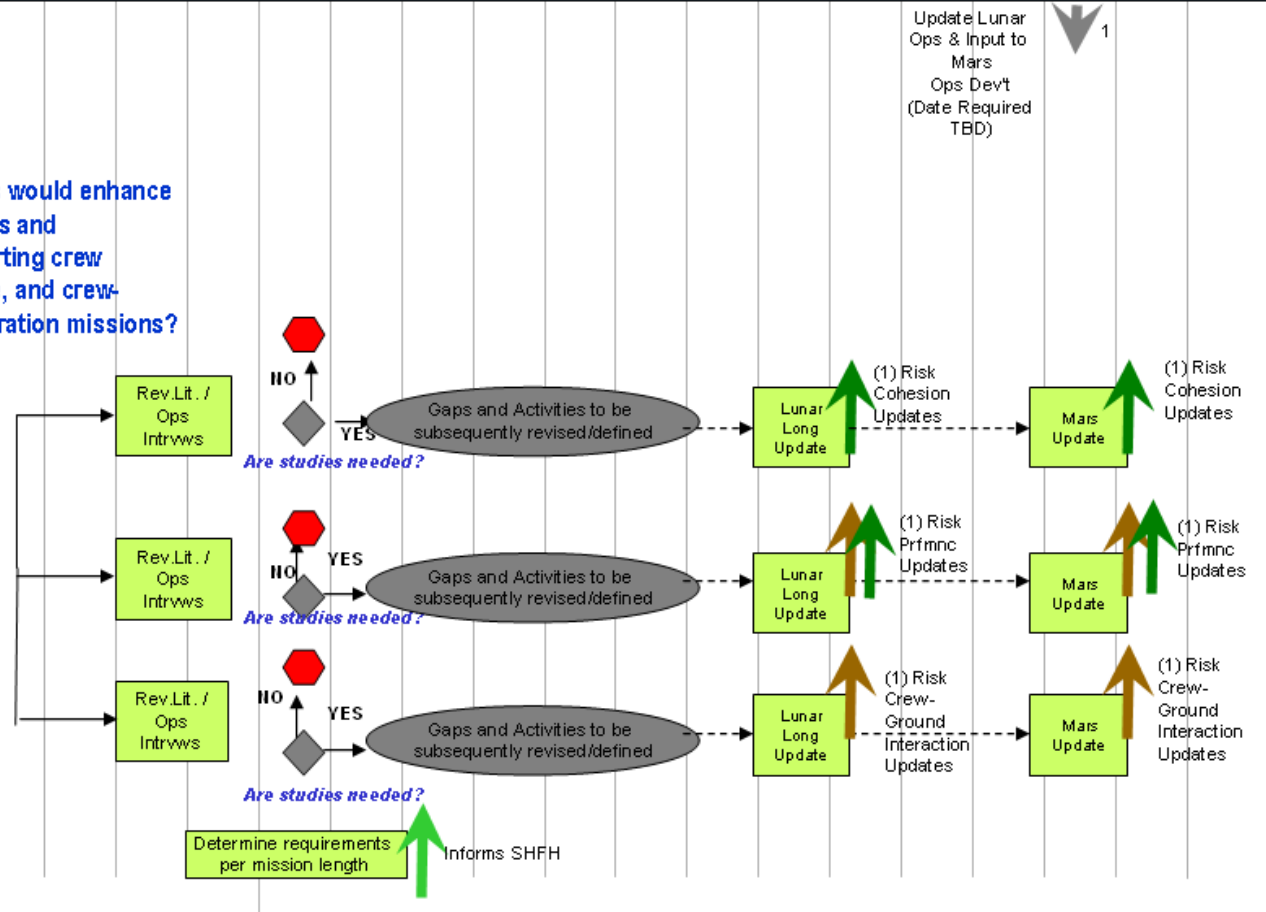 Update Lunar
Ops & Input to
Mars
Ops Dev't
(Date Required
TBD)
1
would enhance
s and
rting crew
, and crew-
ration missions?
Rev.Lit. /
Ops
Intrvws
NO
YES
Are studies needed?
Gaps and Activities to be
subsequently revised/defined
Lunar
Long
Update
(1) Risk
Cohesion
Updates
Mars
Update
(1) Risk
Cohesion
Updates
Rev.Lit. /
Ops
Intrvws
NO
YES
Are studies needed?
Gaps and Activities to be
subsequently revised/defined
Lunar
Long
Update
(1) Risk
Prfmnc
Updates
Mars
Update
(1) Risk
Prfmnc
Updates
Rev.Lit. /
Ops
Intrvws
NO
YES
Are studies needed?
Gaps and Activities to be
subsequently revised/defined
Lunar
Long
Update
(1) Risk
Crew-
Ground
Interaction
Updates
Mars
Update
(1) Risk
Crew-
Ground
Interaction
Updates
Determine requirements
per mission length
Informs SHFH